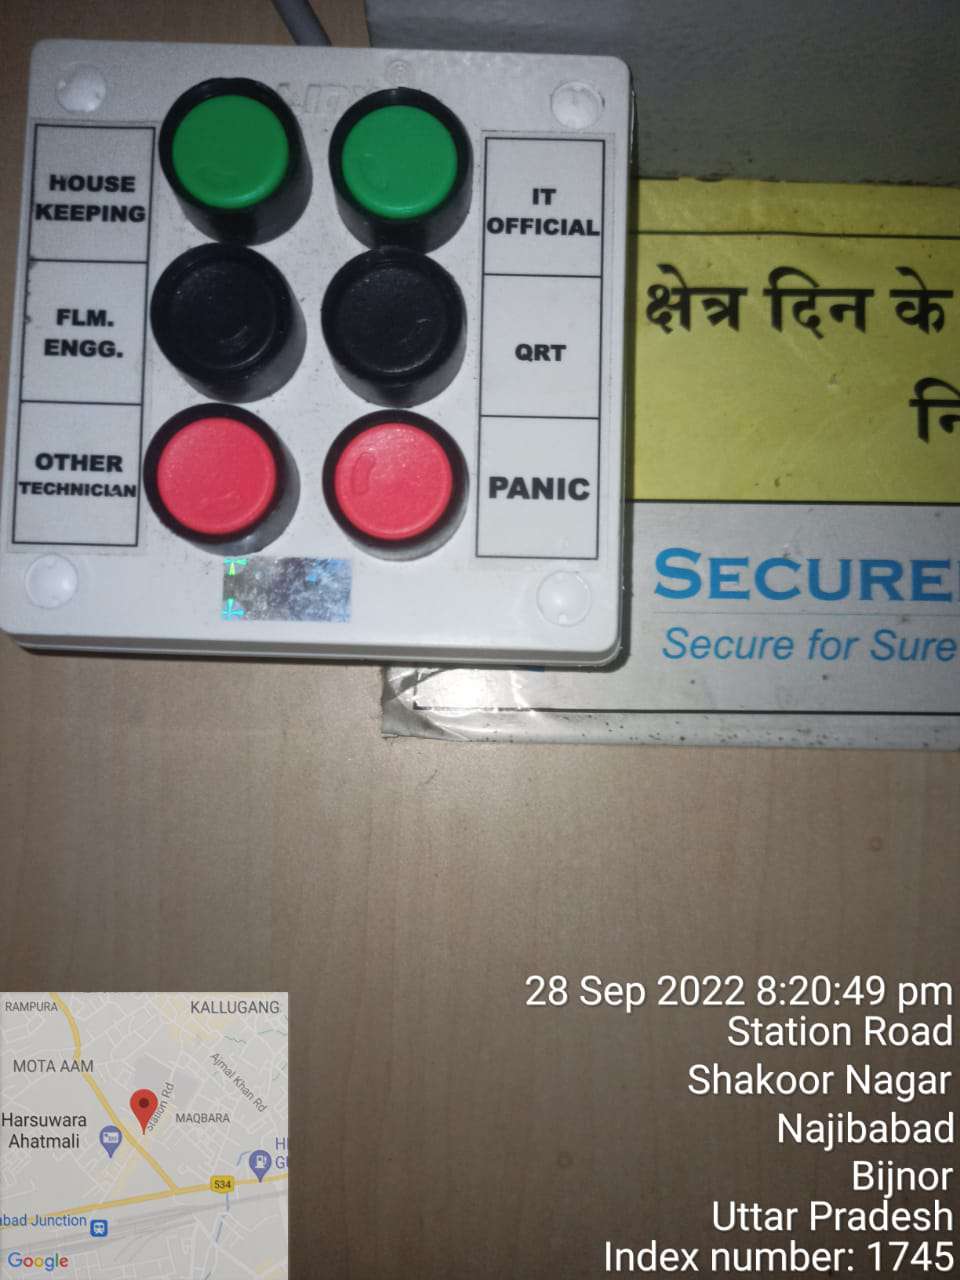 HOUSE
KEEPING
FLM.
ENGG.
OTHER
TECHNICIAN
IT
OFFICIAL
QRT
PANIC
क्षेत्र दिन के
SECURE
Secure for Sure
28 Sep 2022 8:20:49 pm
Station Road
Shakoor Nagar
Najibabad
Bijnor
Uttar Pradesh
Index number: 1745
RAMPURA
KALLUGANG
MOTA AAM
Ajmal Khan Rd
Station Rd
MAQBARA
Harsuwara
Ahatmali
534
bad Junction
Google